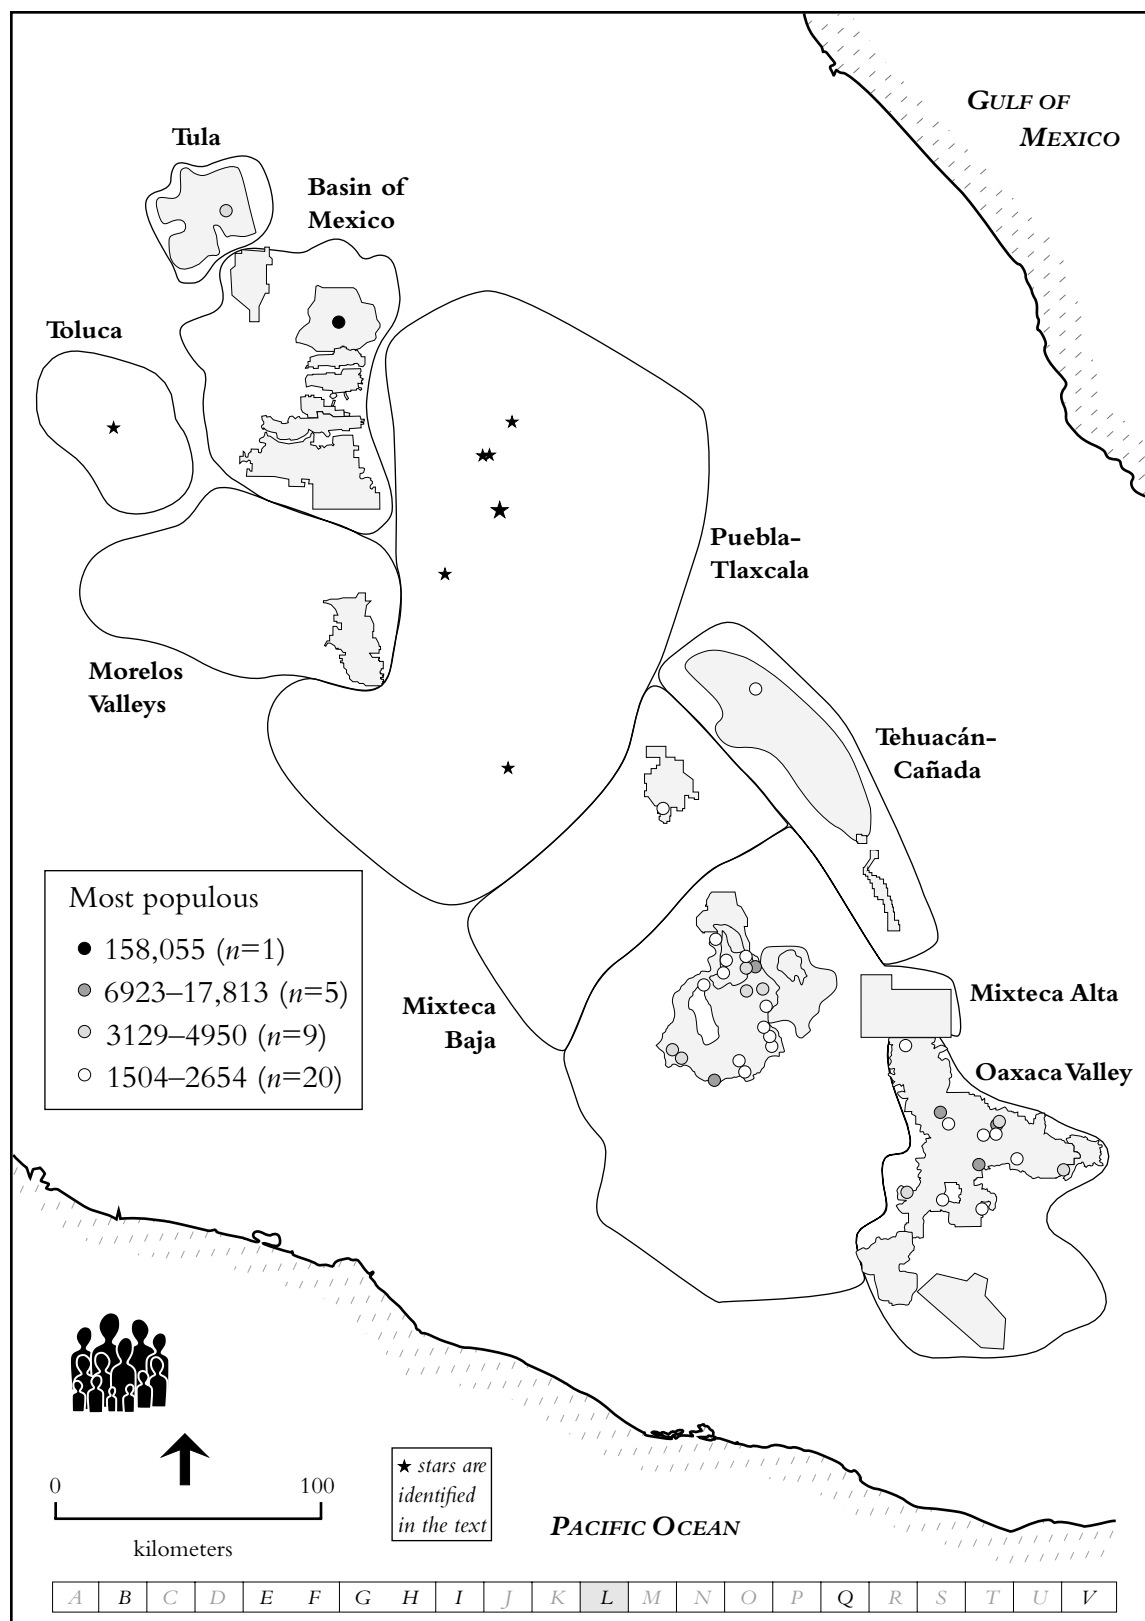 GULF OF
MEXICO
Tula
Basin of
Mexico
Toluca
Puebla-
Tlaxcala
Morelos
Valleys
Tehuacán-
Cañada
Most populous
158,055 (n=1)
6923–17,813 (n=5)
3129–4950 (n=9)
1504–2654 (n=20)
Mixteca
Baja
Mixteca Alta
Oaxaca Valley
0 100
kilometers
★ stars are
identified
in the text
PACIFIC OCEAN
A B C D E F G H I J K L M N O P Q R S T U V